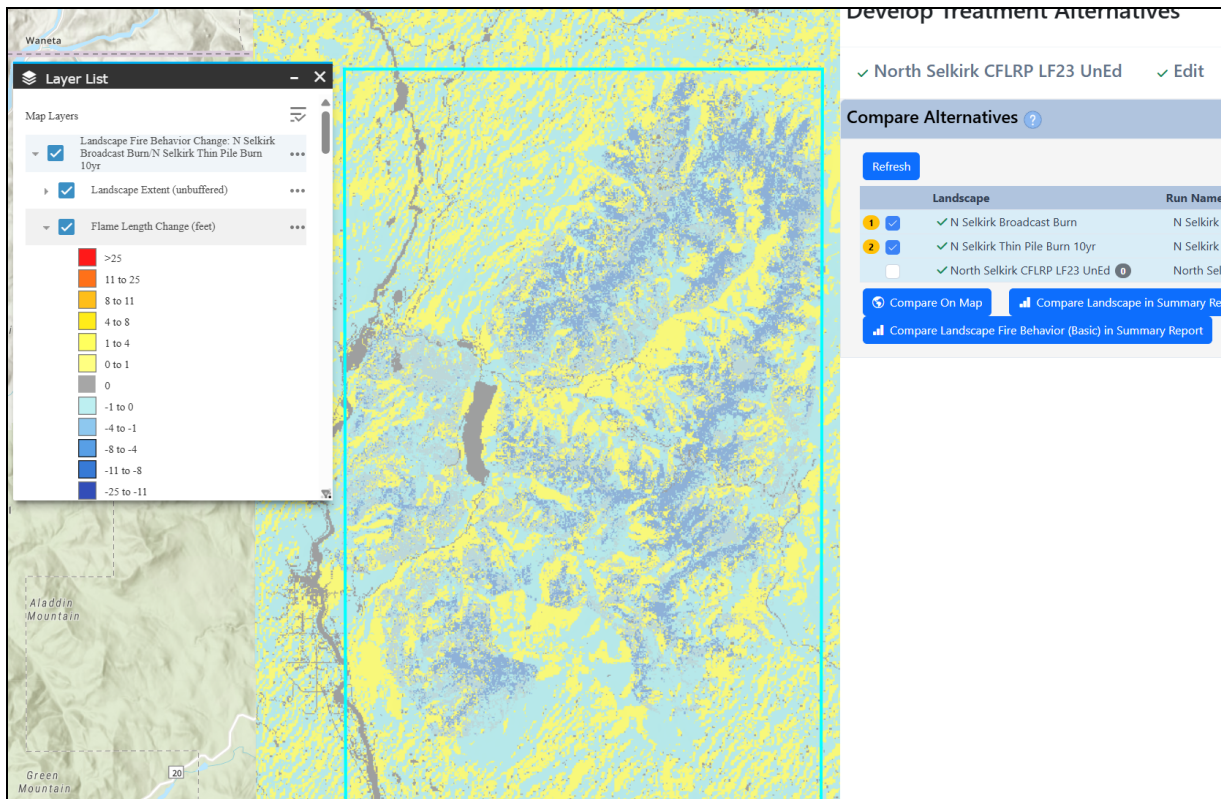 Waneta
Layer List
Map Layers
Landscape Fire Behavior Change: N Selkirk
Broadcast Burn/N Selkirk Thin Pile Burn
10yr
Landscape Extent (unbuffered)
Flame Length Change (feet)
>25
11 to 25
8 to 11
4 to 8
1 to 4
0 to 1
0
-1 to 0
-4 to -1
-8 to -4
-11 to -8
-25 to -11
Aladdin
Mountain
Green
Mountain
20
Develop Treatment Alternatives
North Selkirk CFLRP LF23 UnEd
Edit
Compare Alternatives ?
Refresh
Landscape Run Name
1 N Selkirk Broadcast Burn N Selkirk
2 N Selkirk Thin Pile Burn 10yr N Selkirk
North Selkirk CFLRP LF23 UnEd 0 North Sel
Compare On Map
Compare Landscape in Summary Re
Compare Landscape Fire Behavior (Basic) in Summary Report